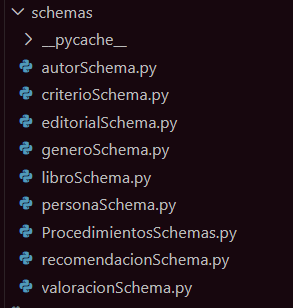 schemas
__pycache__
autorSchema.py
criterioSchema.py
editorialSchema.py
generoSchema.py
libroSchema.py
personaSchema.py
ProcedimientosSchemas.py
recomendacionSchema.py
valoracionSchema.py